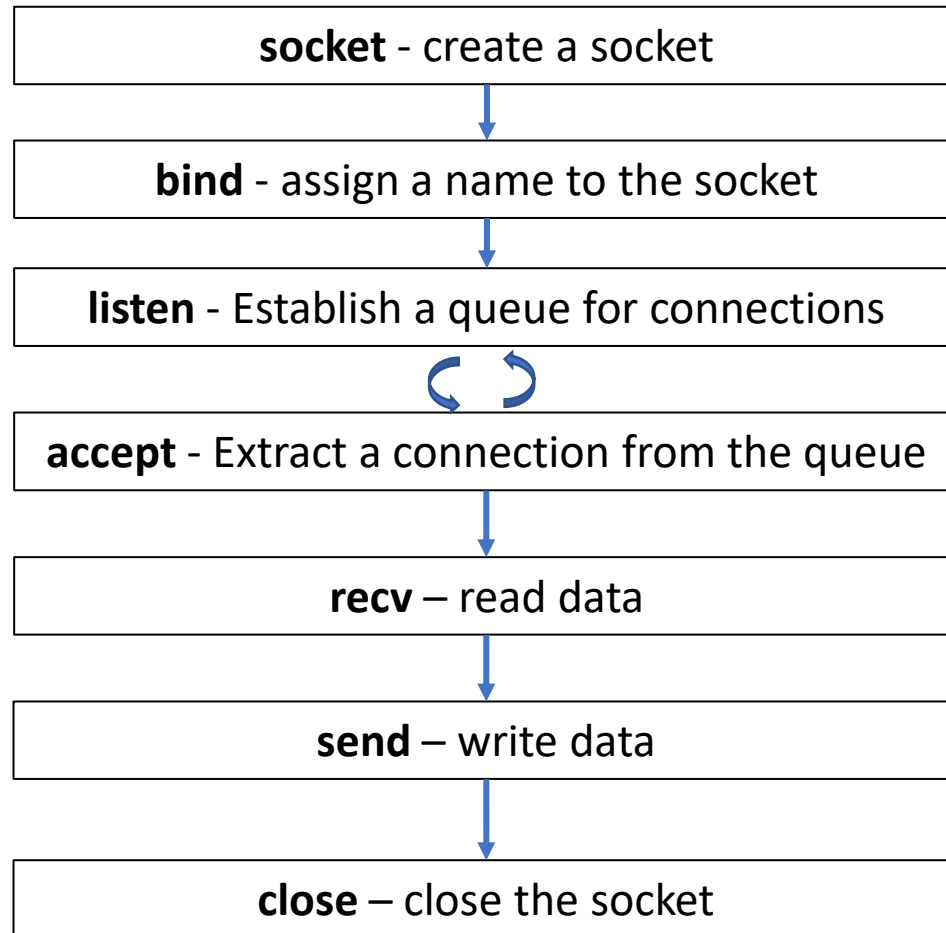 socket - create a socket
bind - assign a name to the socket
listen - Establish a queue for connections
accept - Extract a connection from the queue
recv – read data
send – write data
close – close the socket